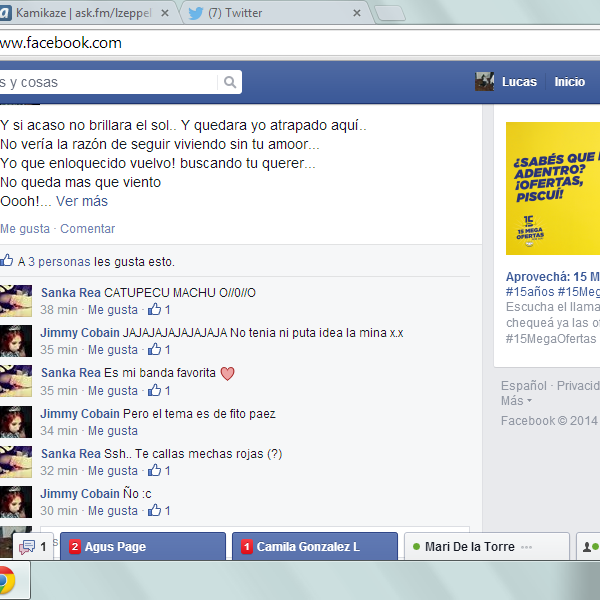 Kamikaze | ask.fm/lzeppel
(7) Twitter
ww.facebook.com
s y cosas
Lucas
Inicio
Y si acaso no brillara el sol.. Y quedara yo atrapado aquí..
No vería la razón de seguir viviendo sin tu amoor...
Yo que enloquecido vuelvo! buscando tu querer...
No queda mas que viento
Oooh!... Ver más
Me gusta · Comentar
A 3 personas les gusta esto.
Sanka Rea CATUPECU MACHU O//0//O
38 min · Me gusta · 1
Jimmy Cobain JAJAJAJAJAJAJA No tenia ni puta idea la mina x.x
35 min · Me gusta · 1
Sanka Rea Es mi banda favorita
35 min · Me gusta · 1
Jimmy Cobain Pero el tema es de fito paez
34 min · Me gusta
Sanka Rea Ssh.. Te callas mechas rojas (?)
32 min · Me gusta · 1
Jimmy Cobain Ño :c
30 min · Me gusta · 1
¿SABÉS QUE
ADENTRO?
¡OFERTAS,
PISCUÍ!
15
15 MEGA
OFERTAS
Aprovechá: 15 M
#15años #15Meg
Escucha el llama
chequeá ya las o
#15MegaOfertas
Español · Privacid
Más
Facebook © 2014
1
2 Agus Page
1 Camila Gonzalez L
Mari De la Torre
1